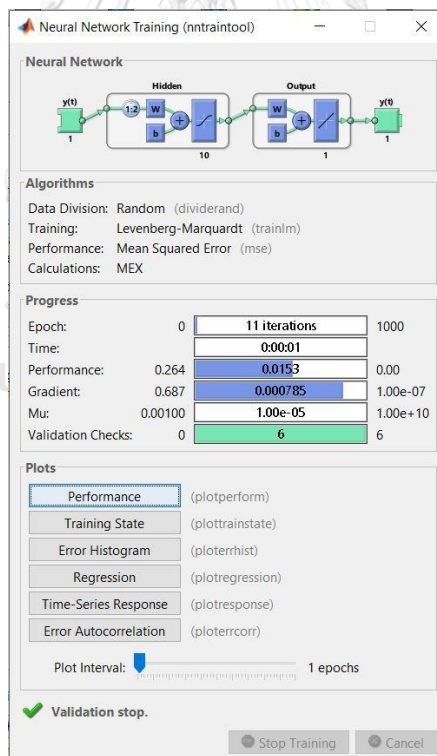 Neural Network Training (nntraintool)
Neural Network
Hidden Output
y(t) 1:2 W b W b y(t)
1 10 1 1
Algorithms
Data Division: Random (dividerand)
Training: Levenberg-Marquardt (trainlm)
Performance: Mean Squared Error (mse)
Calculations: MEX
Progress
Epoch: 0 11 iterations 1000
Time: 0:00:01
Performance: 0.264 0.0153 0.00
Gradient: 0.687 0.000785 1.00e-07
Mu: 0.00100 1.00e-05 1.00e+10
Validation Checks: 0 6 6
Plots
Performance (plotperform)
Training State (plottrainstate)
Error Histogram (ploterrhist)
Regression (plotregression)
Time-Series Response (plotresponse)
Error Autocorrelation (ploterrcorr)
Plot Interval: 1 epochs
Validation stop.
Stop Training Cancel